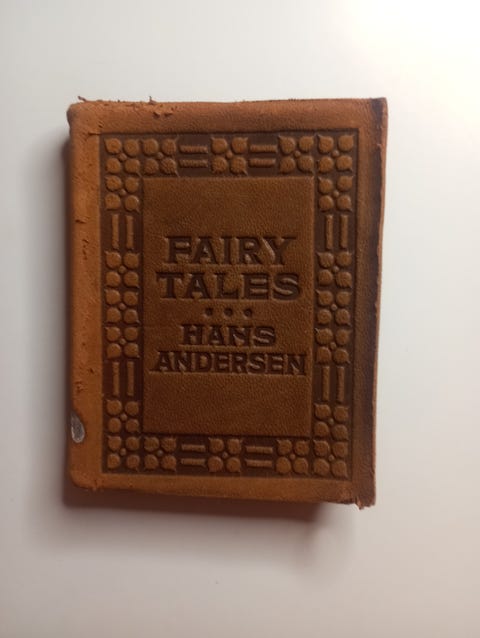 FAIRY
TALES
...
HANS
ANDERSEN